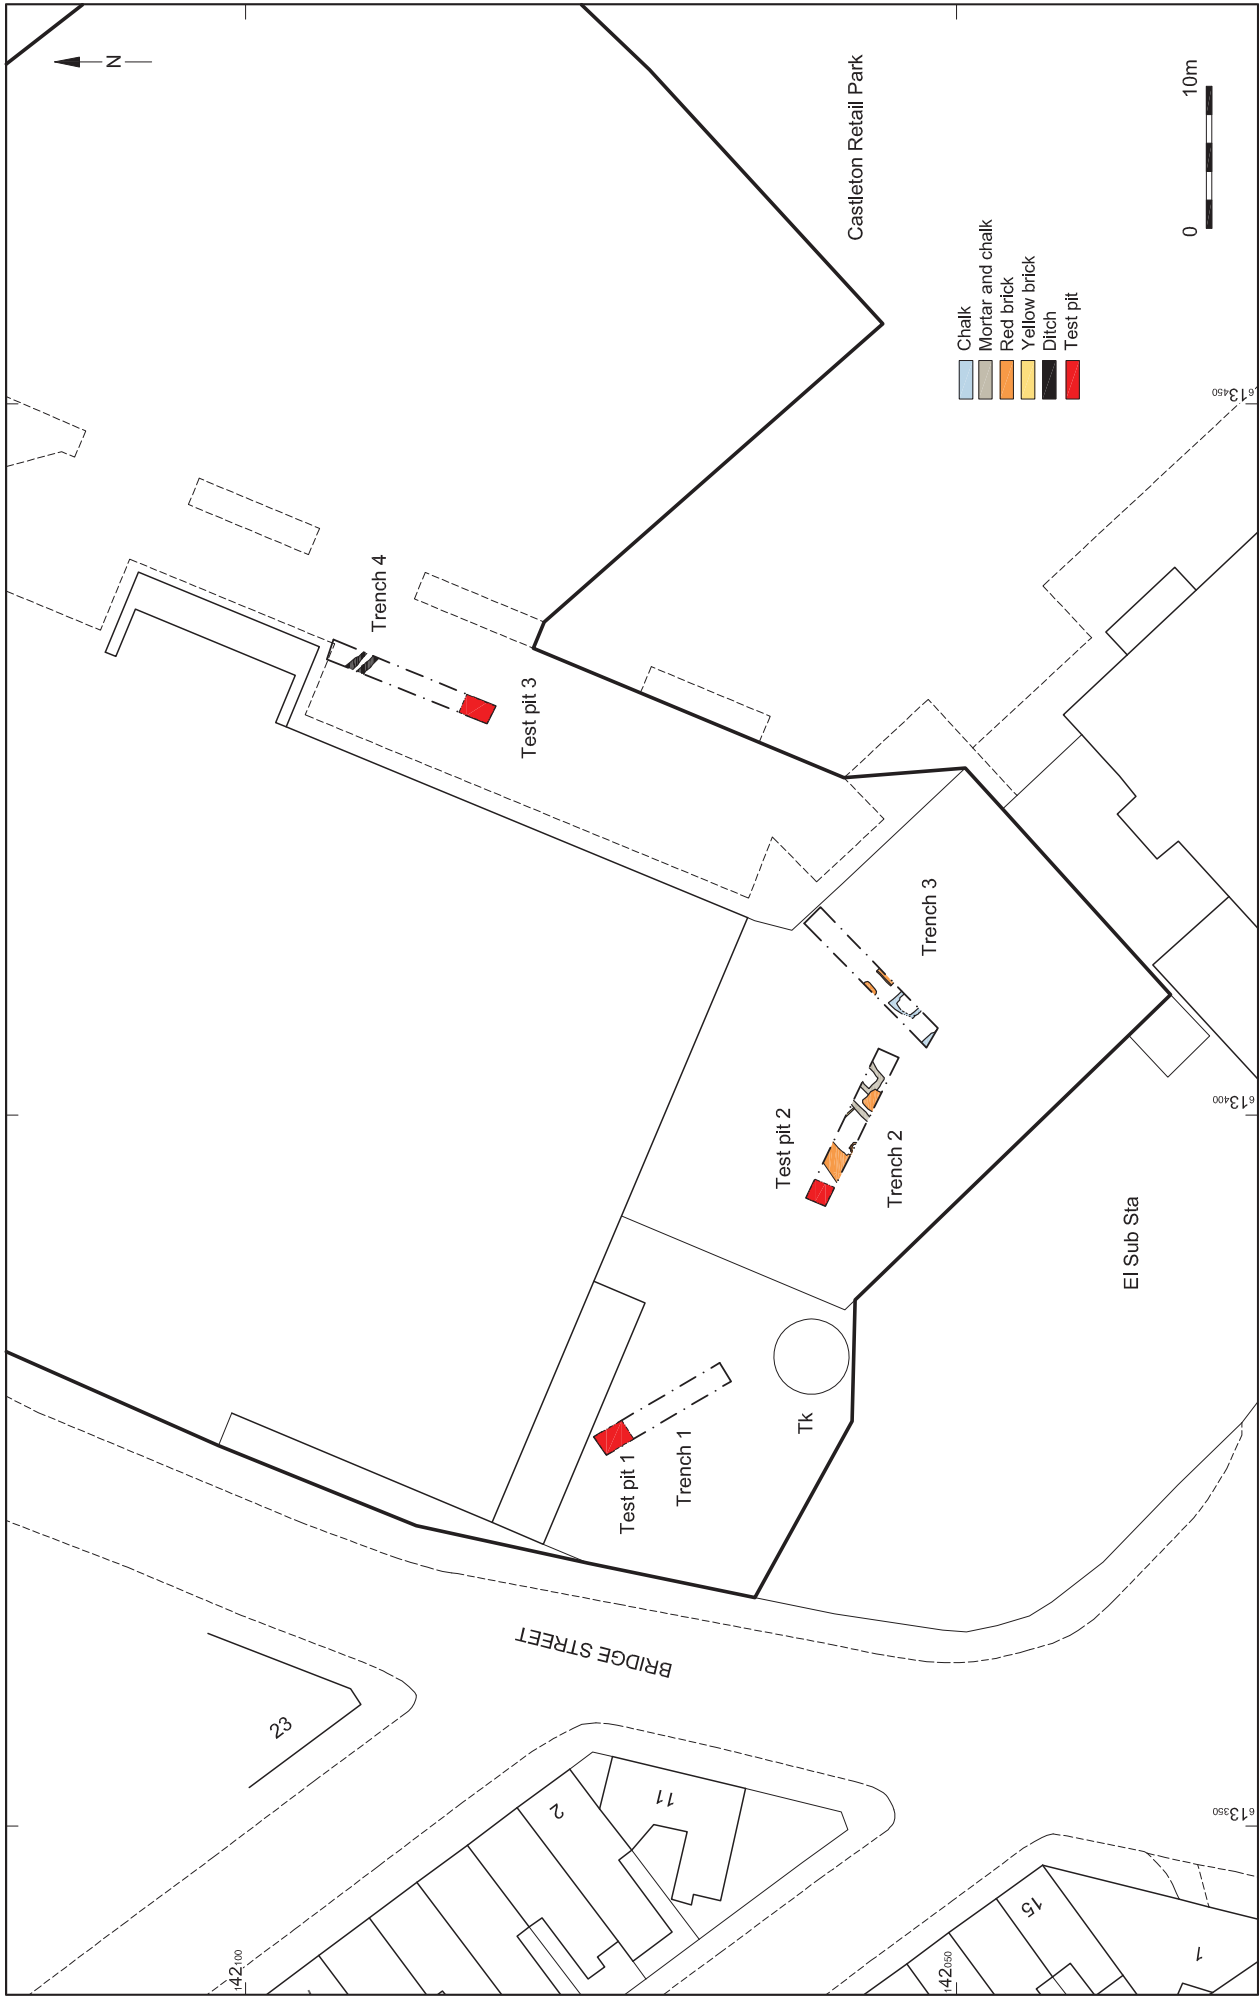 N
Castleton Retail Park
0
10m
Chalk
Mortar and chalk
Red brick
Yellow brick
Ditch
Test pit
Trench 4
Test pit 3
Trench 3
Test pit 2
Trench 2
Test pit 1
Trench 1
Tk
El Sub Sta
BRIDGE STREET
23
2
11
15
1
¹42¹⁰⁰
¹42⁰⁵⁰
⁶13⁴⁵⁰
⁶13⁴⁰⁰
⁶13³⁵⁰